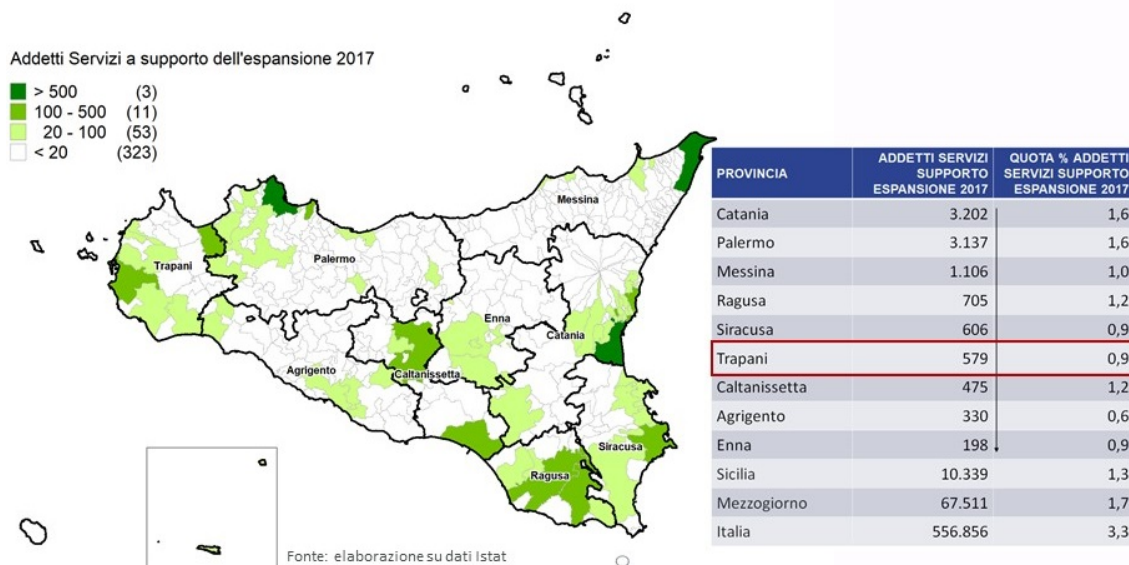 Addetti Servizi a supporto dell'espansione 2017
> 500 (3)
100 - 500 (11)
20 - 100 (53)
< 20 (323)
Messina
Trapani
Palermo
Enna
Catania
Agrigento
Caltanissetta
Siracusa
Ragusa
Fonte: elaborazione su dati Istat
PROVINCIA ADDETTI SERVIZI SUPPORTO ESPANSIONE 2017 QUOTA % ADDETTI SERVIZI SUPPORTO ESPANSIONE 2017
Catania 3.202 1,6
Palermo 3.137 1,6
Messina 1.106 1,0
Ragusa 705 1,2
Siracusa 606 0,9
Trapani 579 0,9
Caltanissetta 475 1,2
Agrigento 330 0,6
Enna 198 0,9
Sicilia 10.339 1,3
Mezzogiorno 67.511 1,7
Italia 556.856 3,3